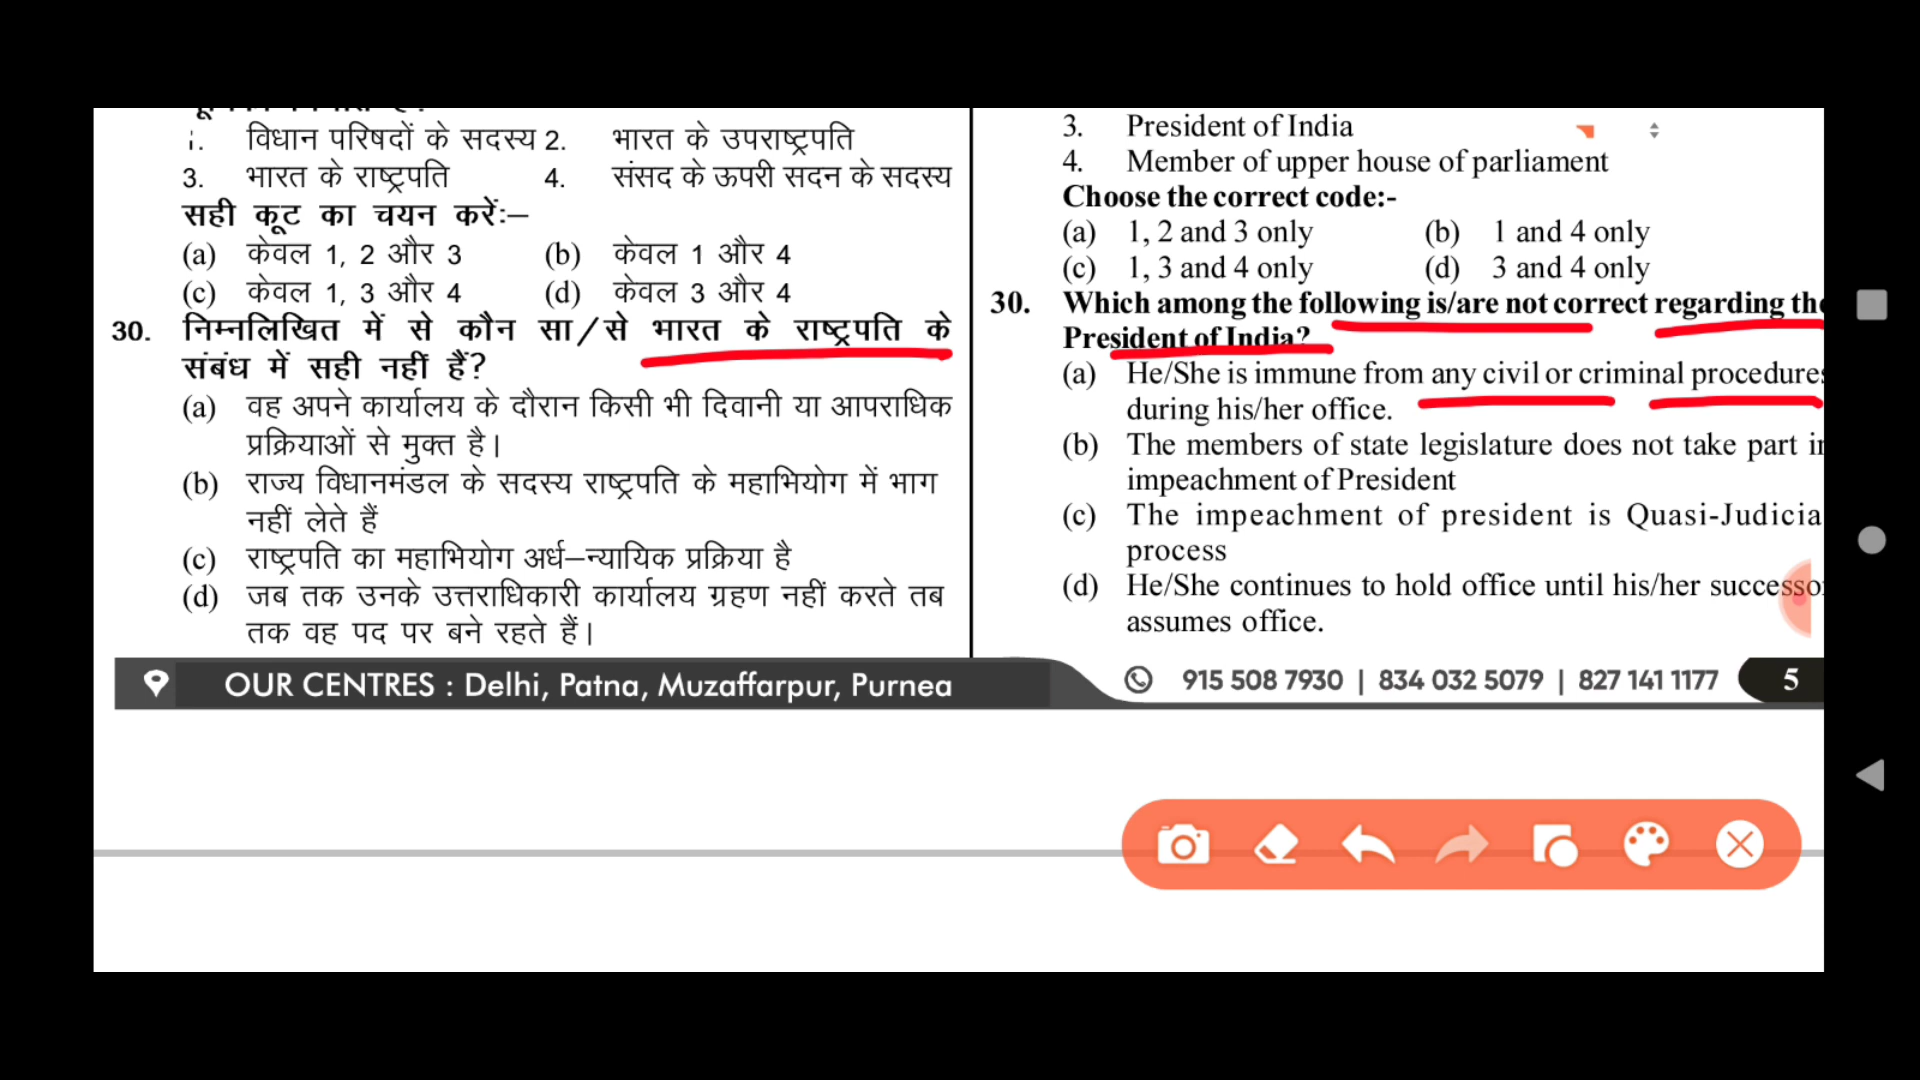 1. विधान परिषदों के सदस्य 2. भारत के उपराष्ट्रपति
3. भारत के राष्ट्रपति 4. संसद के ऊपरी सदन के सदस्य
सही कूट का चयन करें:–
(a) केवल 1, 2 और 3 (b) केवल 1 और 4
(c) केवल 1, 3 और 4 (d) केवल 3 और 4
30. निम्नलिखित में से कौन सा/से भारत के राष्ट्रपति के
संबंध में सही नहीं हैं?
(a) वह अपने कार्यालय के दौरान किसी भी दिवानी या आपराधिक
प्रक्रियाओं से मुक्त है।
(b) राज्य विधानमंडल के सदस्य राष्ट्रपति के महाभियोग में भाग
नहीं लेते हैं
(c) राष्ट्रपति का महाभियोग अर्ध–न्यायिक प्रक्रिया है
(d) जब तक उनके उत्तराधिकारी कार्यालय ग्रहण नहीं करते तब
तक वह पद पर बने रहते हैं।
3. President of India
4. Member of upper house of parliament
Choose the correct code:-
(a) 1, 2 and 3 only (b) 1 and 4 only
(c) 1, 3 and 4 only (d) 3 and 4 only
30. Which among the following is/are not correct regarding the
President of India?
(a) He/She is immune from any civil or criminal procedures
during his/her office.
(b) The members of state legislature does not take part in
impeachment of President
(c) The impeachment of president is Quasi-Judicia
process
(d) He/She continues to hold office until his/her successor
assumes office.
OUR CENTRES : Delhi, Patna, Muzaffarpur, Purnea
915 508 7930 | 834 032 5079 | 827 141 1177 5